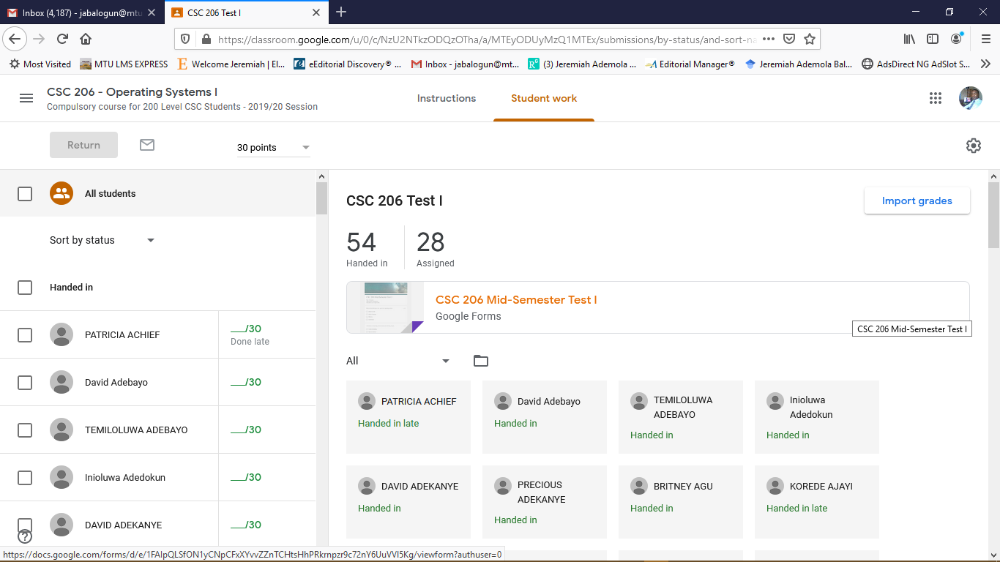 Inbox (4,187) - jabalogun@mtu
CSC 206 Test I
https://classroom.google.com/u/0/c/NzU2NTkzODQzOTha/a/MTEyODUyMzQ1MTEx/submissions/by-status/and-sort-na
Most Visited
MTU LMS EXPRESS
Welcome Jeremiah | El...
eEditorial Discovery® ...
Inbox - jabalogun@mt...
(3) Jeremiah Ademola ...
Editorial Manager®
Jeremiah Ademola Bal...
AdsDirect NG AdSlot S...
CSC 206 - Operating Systems I
Compulsory course for 200 Level CSC Students - 2019/20 Session
Instructions
Student work
Return
30 points
All students
Sort by status
Handed in
PATRICIA ACHIEF
___/30
Done late
David Adebayo
___/30
TEMILOLUWA ADEBAYO
___/30
Inioluwa Adedokun
___/30
DAVID ADEKANYE
___/30
CSC 206 Test I
Import grades
54
Handed in
28
Assigned
CSC 206 Mid-Semester Test I
Google Forms
CSC 206 Mid-Semester Test I
All
PATRICIA ACHIEF
Handed in late
David Adebayo
Handed in
TEMILOLUWA
ADEBAYO
Handed in
Inioluwa
Adedokun
Handed in
DAVID ADEKANYE
Handed in
PRECIOUS
ADEKANYE
Handed in
BRITNEY AGU
Handed in
KOREDE AJAYI
Handed in late
https://docs.google.com/forms/d/e/1FAIpQLSfON1yCNpCFxXYvvZZnTCHtsHhPRkrnpzr9c72nY6UuVVI5Kg/viewform?authuser=0